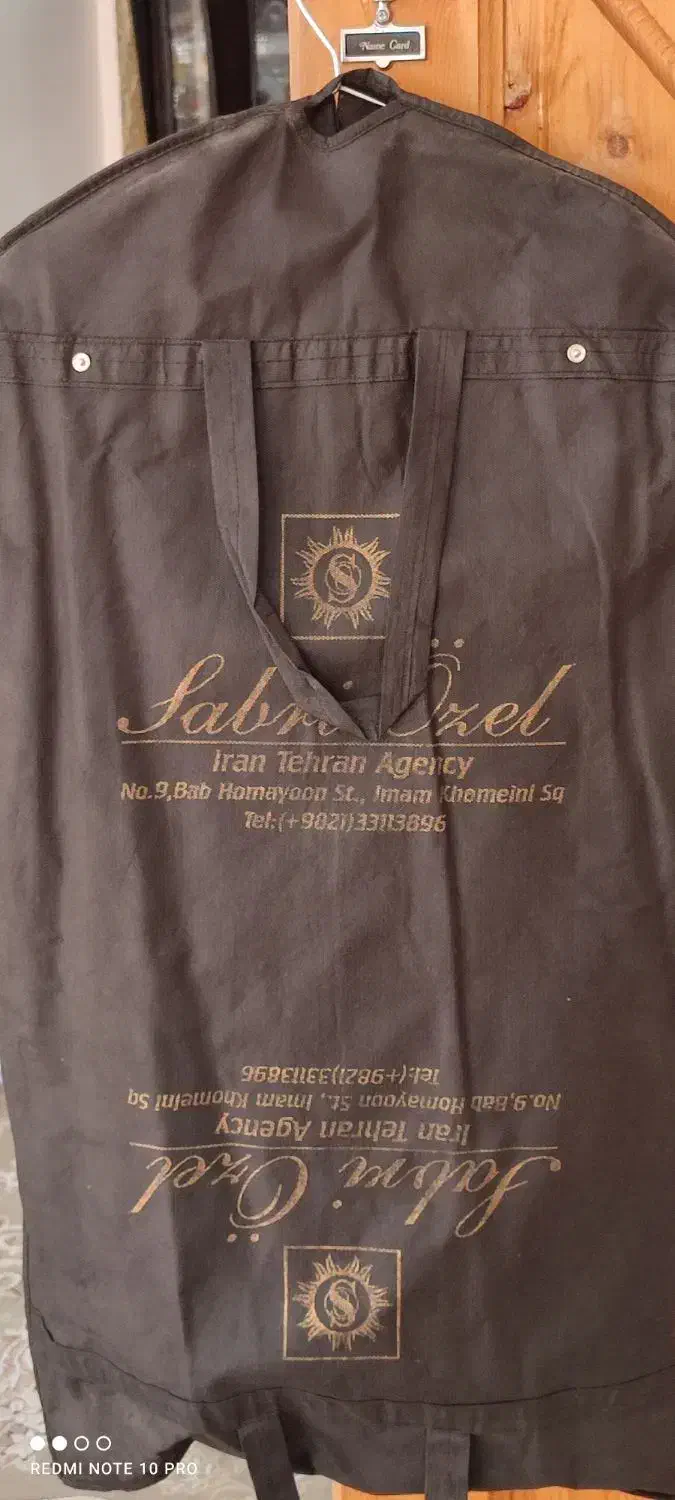 Name Card
Sabri Özel
Iran Tehran Agency
No.9,Bab Homayoon St., Imam Khomeini Sq
Tel:(+9821)33113896
Tel:(+9821)33113896
No.9,Bab Homayoon St., Imam Khomeini Sq
Iran Tehran Agency
Sabri Özel
REDMI NOTE 10 PRO